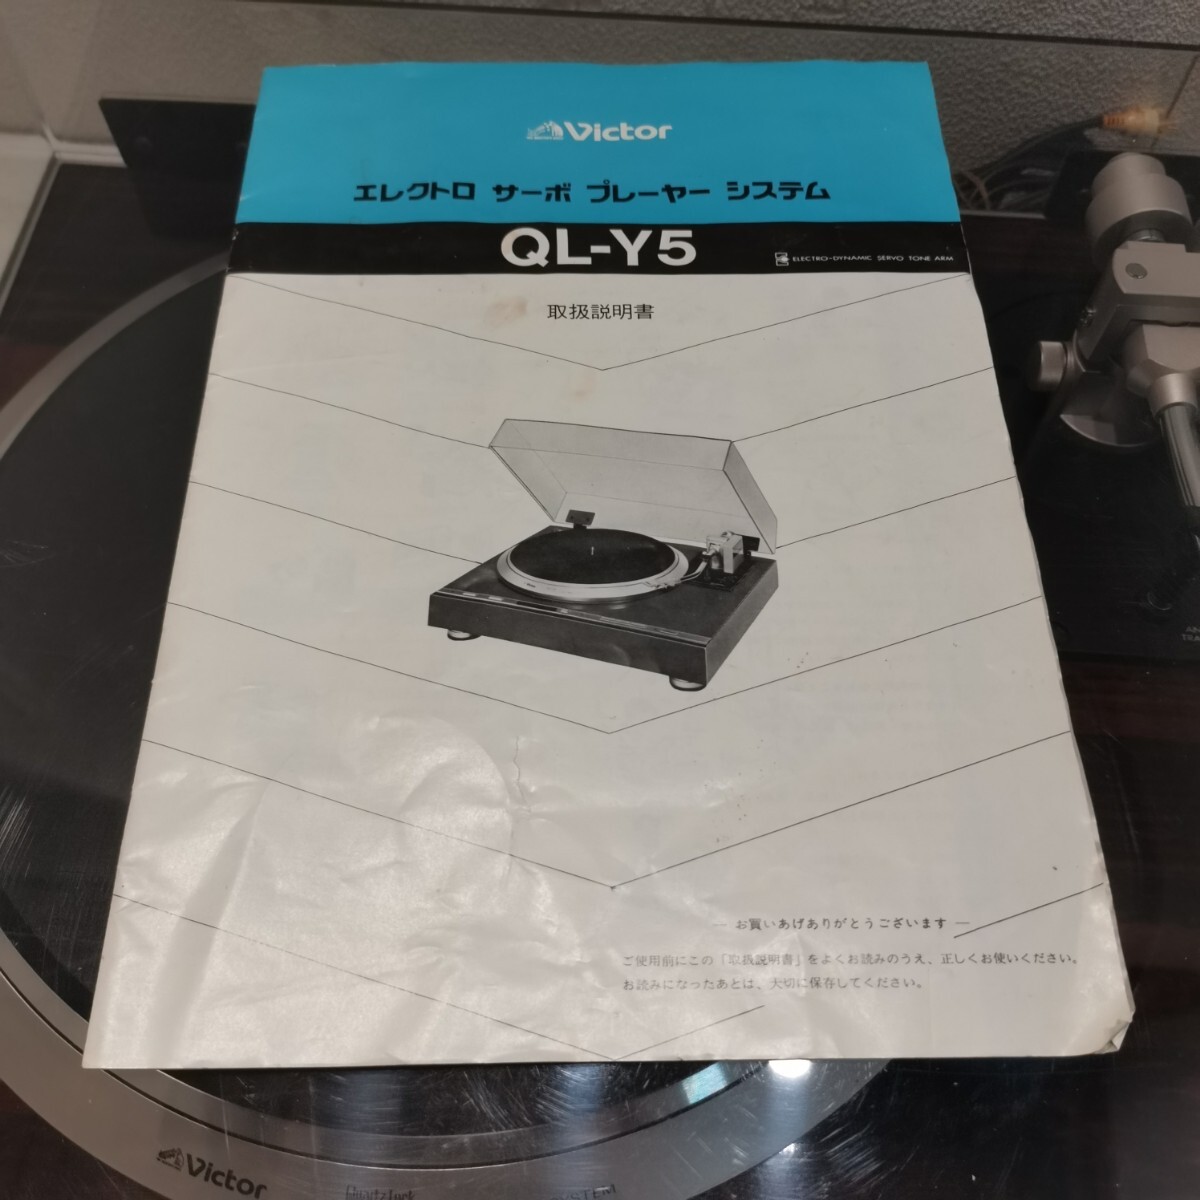 Victor
エレクトロ サーボ プレーヤー システム
QL-Y5
ELECTRO-DYNAMIC SERVO TONE ARM
取扱説明書
— お買いあげありがとうございます —
ご使用前にこの「取扱説明書」をよくお読みのうえ、正しくお使いください。
お読みになったあとは、大切に保存してください。
AN
TRA
Victor
Quartzlock
SYSTEM